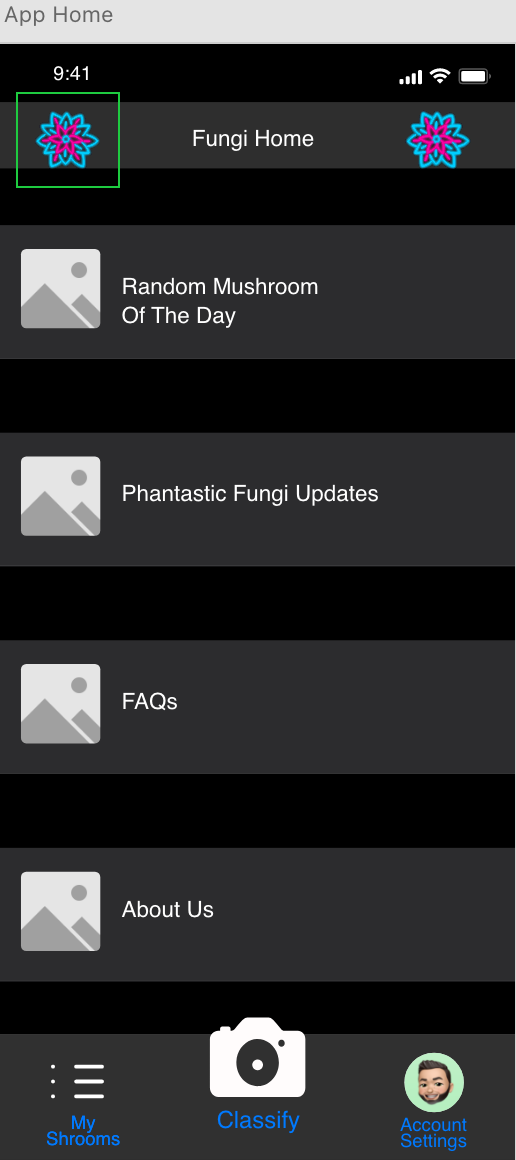 App Home
9:41
Fungi Home
Random Mushroom
Of The Day
Phantastic Fungi Updates
FAQs
About Us
My
Shrooms
Classify
Account
Settings